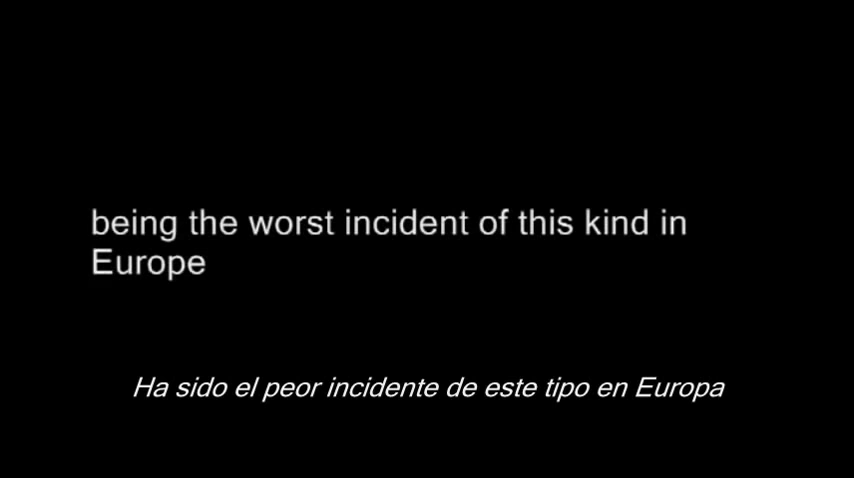 being the worst incident of this kind in
Europe
Ha sido el peor incidente de este tipo en Europa